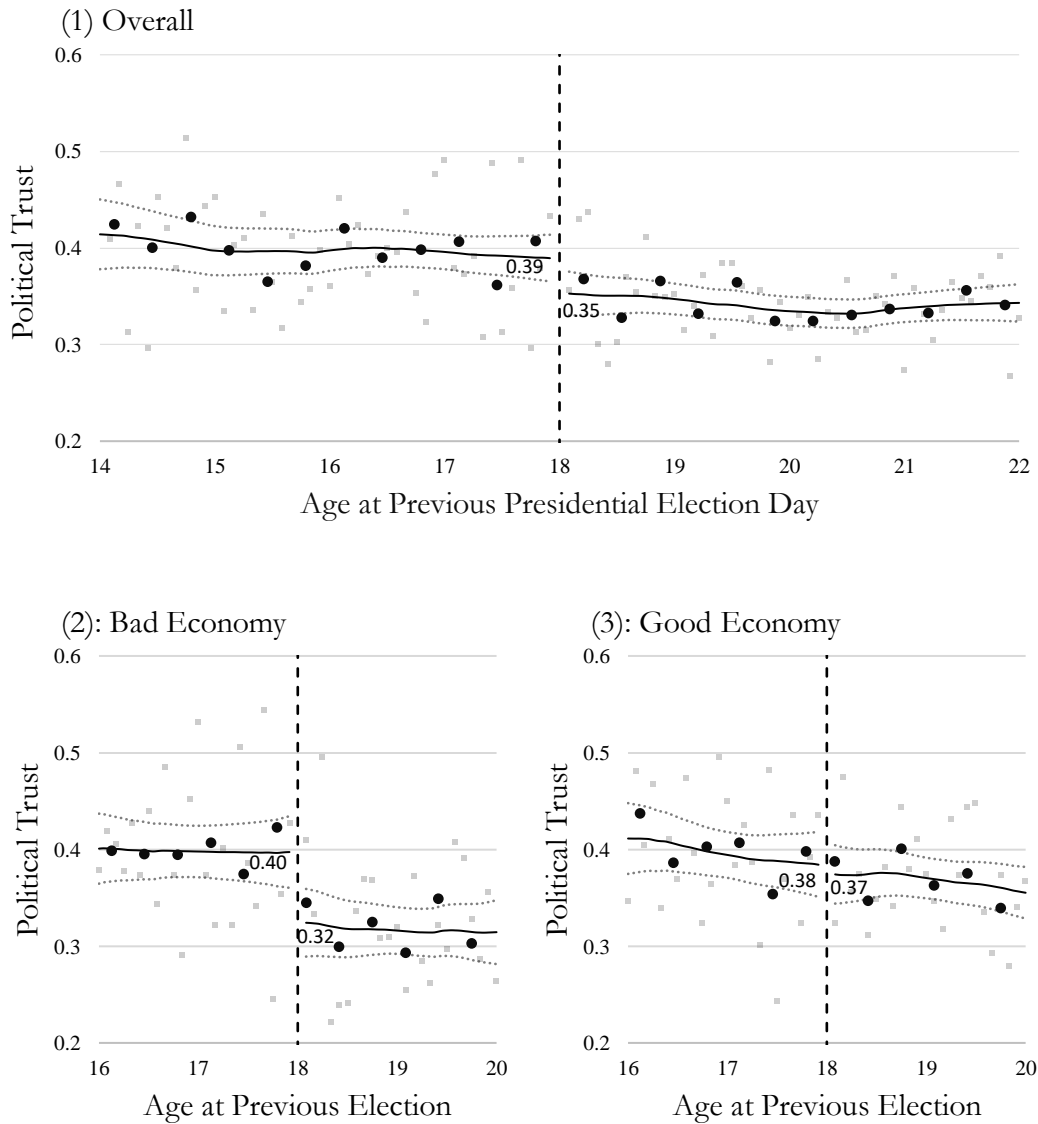 (1) Overall
0.6
0.5
0.4
0.3
0.2
Political Trust
0.39
0.35
14 15 16 17 18 19 20 21 22
Age at Previous Presidential Election Day
(2): Bad Economy
0.6
0.5
0.4
0.3
0.2
Political Trust
0.40
0.32
16 17 18 19 20
Age at Previous Election
(3): Good Economy
0.6
0.5
0.4
0.3
0.2
Political Trust
0.38 0.37
16 17 18 19 20
Age at Previous Election